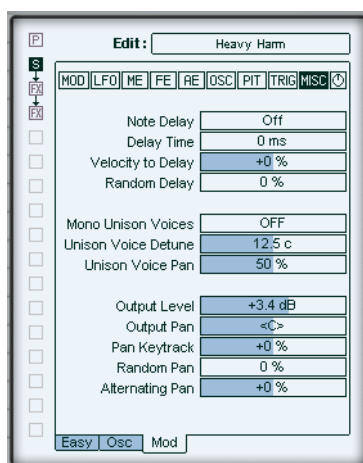 P Edit: Heavy Harm
S
FX
FX
MOD LFO ME FE AE OSC PIT TRIG MISC
Note Delay Off
Delay Time 0 ms
Velocity to Delay +0 %
Random Delay 0 %
Mono Unison Voices OFF
Unison Voice Detune 12.5 c
Unison Voice Pan 50 %
Output Level +3.4 dB
Output Pan <C>
Pan Keytrack +0 %
Random Pan 0 %
Alternating Pan +0 %
Easy Osc Mod